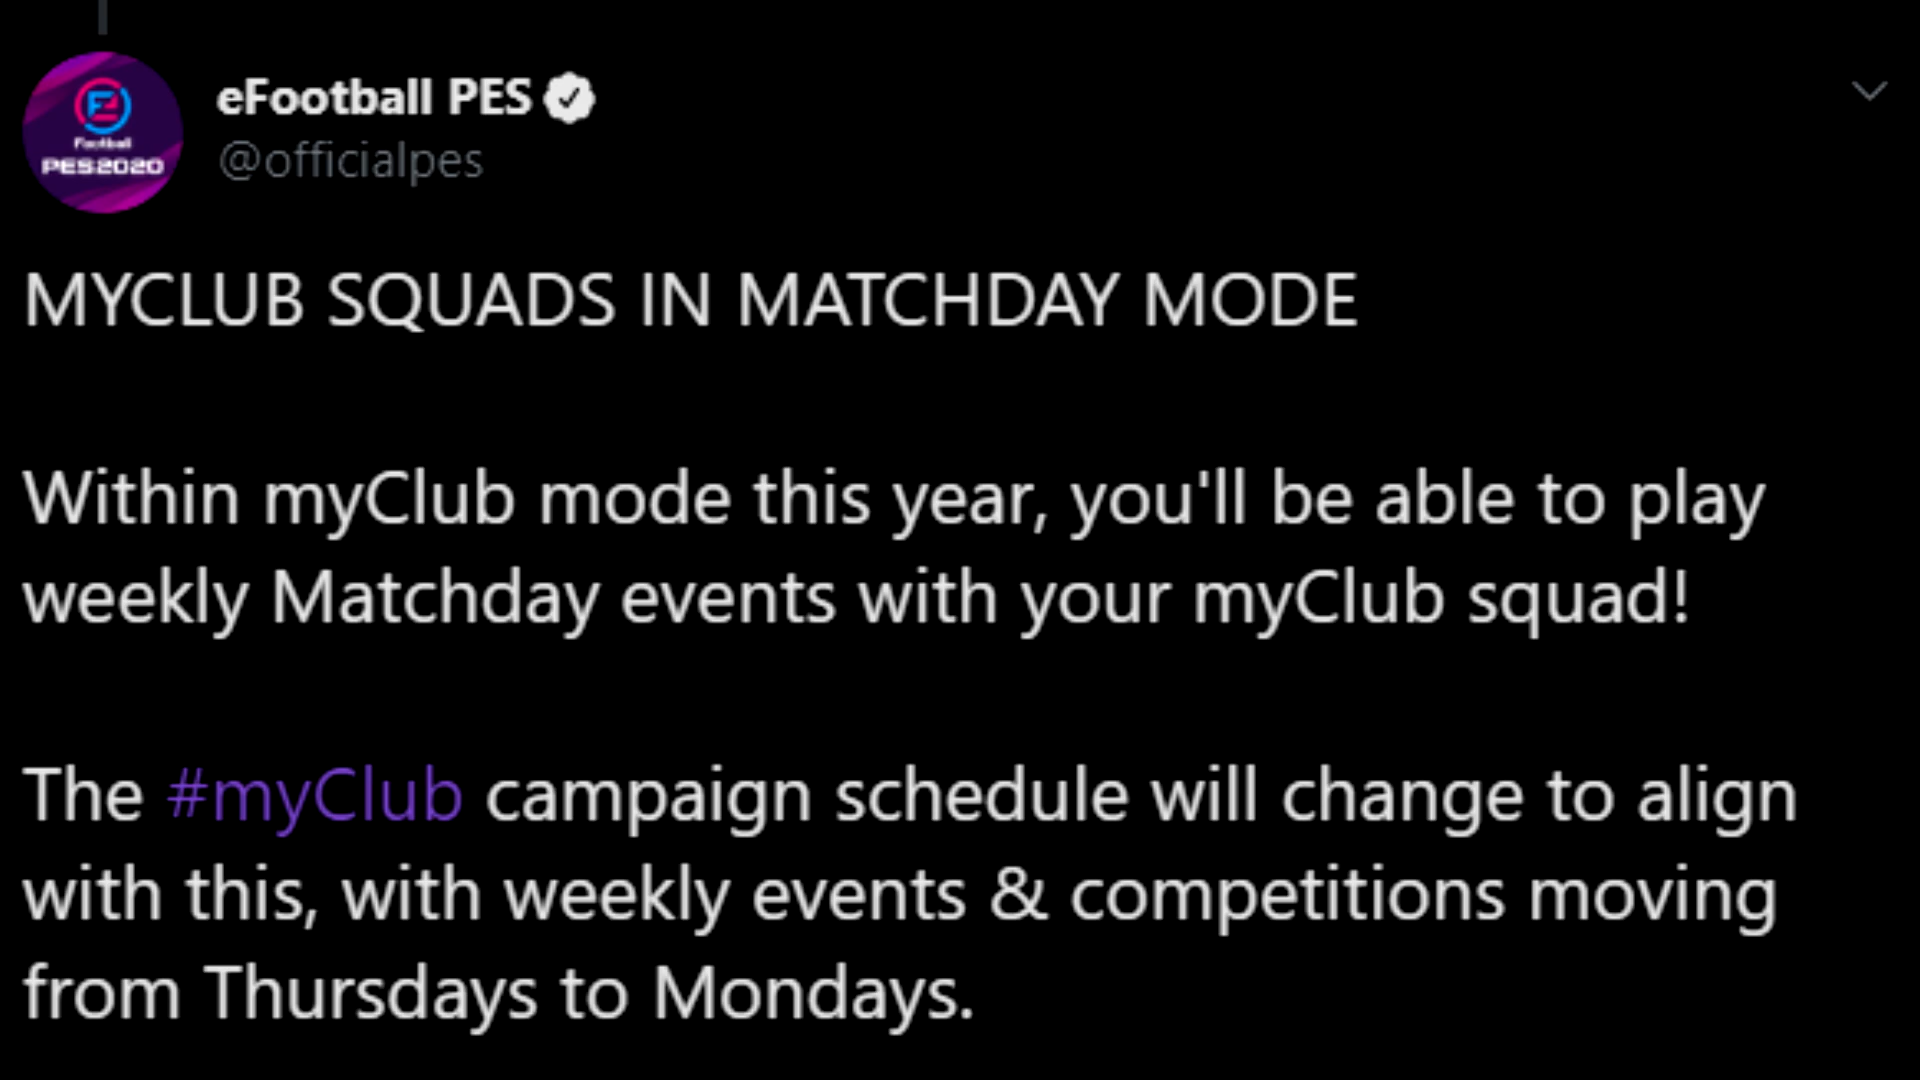 eFootball PES
@officialpes
Football
PES2020
MYCLUB SQUADS IN MATCHDAY MODE
Within myClub mode this year, you'll be able to play
weekly Matchday events with your myClub squad!
The #myClub campaign schedule will change to align
with this, with weekly events & competitions moving
from Thursdays to Mondays.